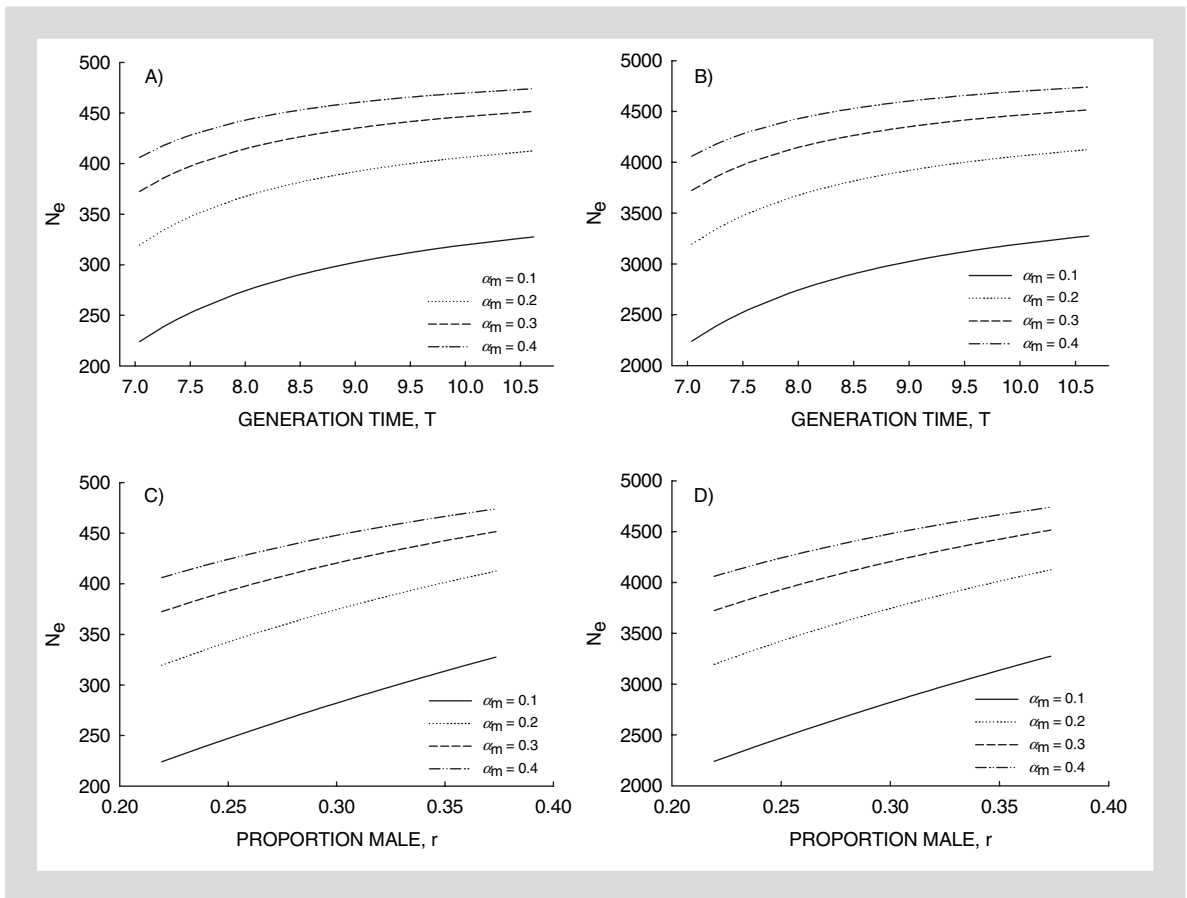 A)
500
450
400
350
300
250
200
Ne
αm = 0.1
αm = 0.2
αm = 0.3
αm = 0.4
7.0 7.5 8.0 8.5 9.0 9.5 10.0 10.5
GENERATION TIME, T
B)
5000
4500
4000
3500
3000
2500
2000
Ne
αm = 0.1
αm = 0.2
αm = 0.3
αm = 0.4
7.0 7.5 8.0 8.5 9.0 9.5 10.0 10.5
GENERATION TIME, T
C)
500
450
400
350
300
250
200
Ne
αm = 0.1
αm = 0.2
αm = 0.3
αm = 0.4
0.20 0.25 0.30 0.35 0.40
PROPORTION MALE, r
D)
5000
4500
4000
3500
3000
2500
2000
Ne
αm = 0.1
αm = 0.2
αm = 0.3
αm = 0.4
0.20 0.25 0.30 0.35 0.40
PROPORTION MALE, r